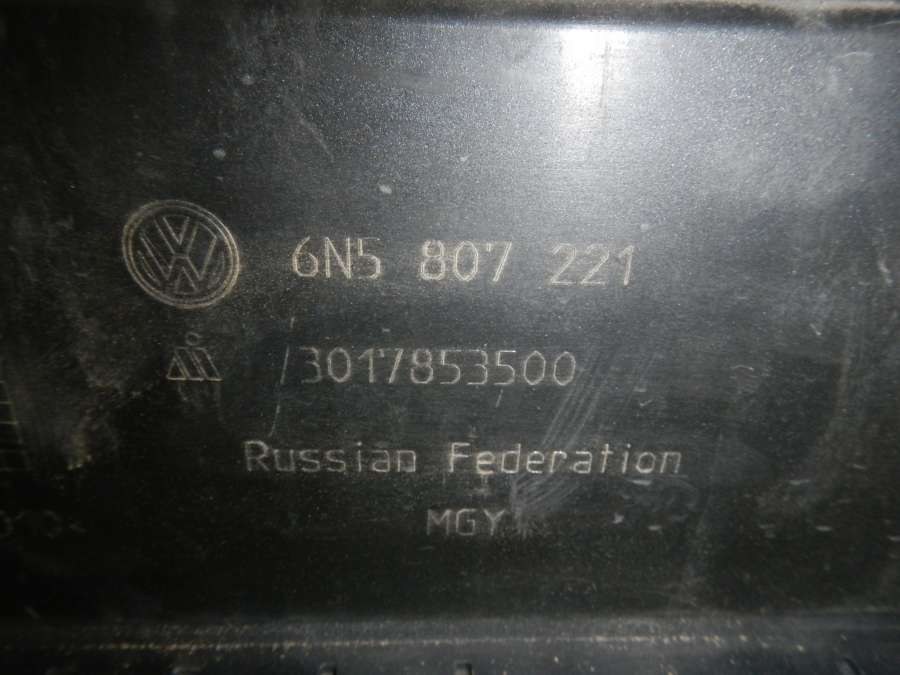 6N5 807 221
3017853500
Russian Federation
MGY